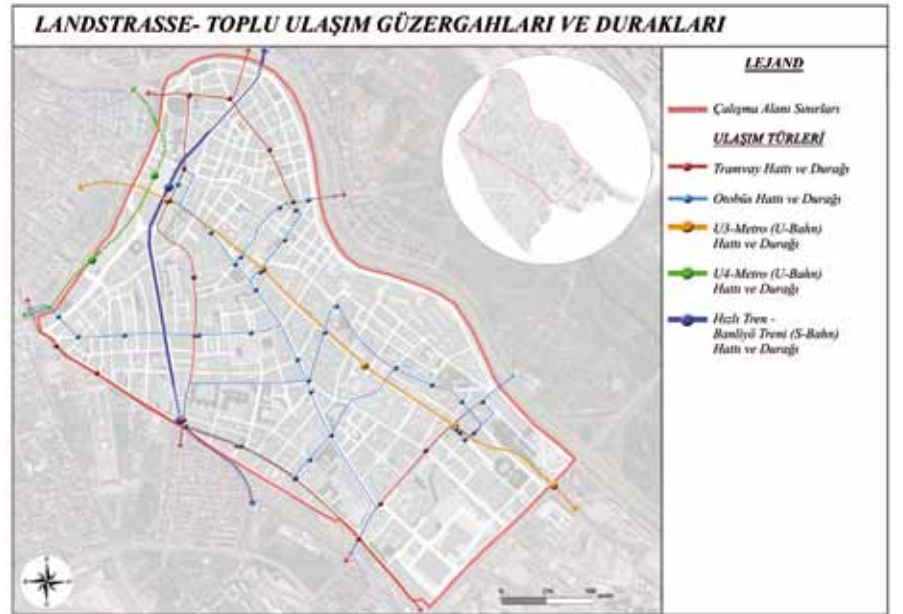 LANDSTRASSE- TOPLU ULAŞIM GÜZERGAHLARI VE DURAKLARI
LEJAND
Çalışma Alanı Sınırları
ULAŞIM TÜRLERİ
Tramvay Hattı ve Durağı
Otobüs Hattı ve Durağı
U3-Metro (U-Bahn)
Hattı ve Durağı
U4-Metro (U-Bahn)
Hattı ve Durağı
Hızlı Tren -
Banliyö Treni (S-Bahn)
Hattı ve Durağı